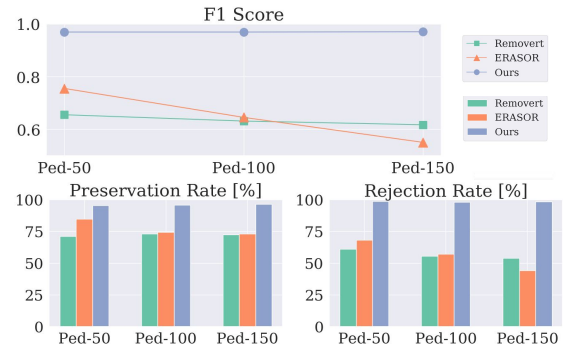 F1 Score
1.0
0.8
0.6
Ped-50 Ped-100 Ped-150
Removert
ERASOR
Ours
Removert
ERASOR
Ours
Preservation Rate [%]
100
75
50
25
0
Ped-50 Ped-100 Ped-150
Rejection Rate [%]
100
75
50
25
0
Ped-50 Ped-100 Ped-150